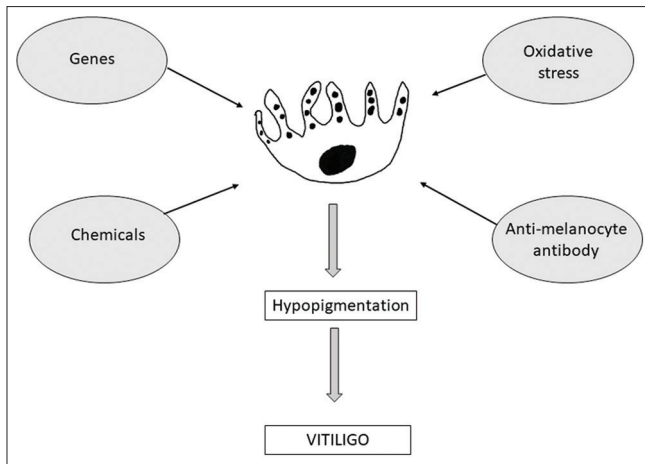 Genes
Oxidative
stress
Chemicals
Anti-melanocyte
antibody
Hypopigmentation
VITILIGO